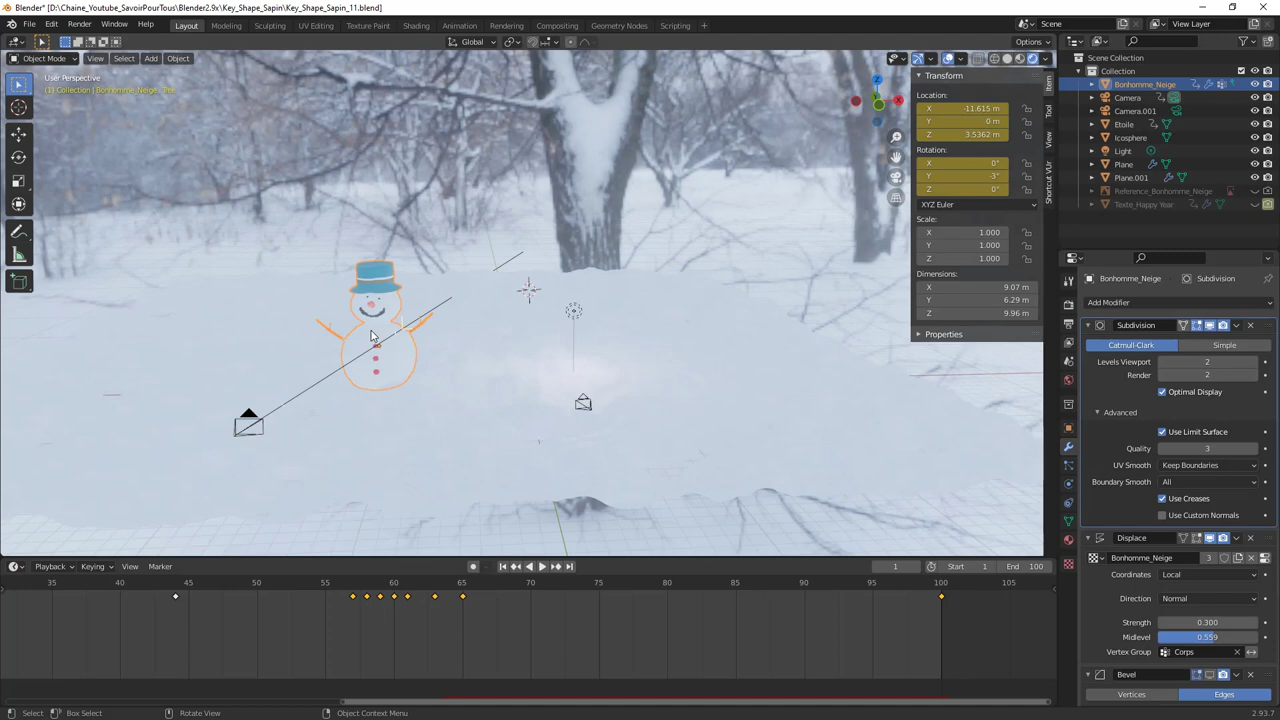 Blender* [D:\Chaine_Youtube_SavoirPourTous\Blender2.9x\Key_Shape_Sapin\Key_Shape_Sapin_11.blend]
File Edit Render Window Help Layout Modeling Sculpting UV Editing Texture Paint Shading Animation Rendering Compositing Geometry Nodes Scripting Scene View Layer
Global Options
Object Mode View Select Add Object
Scene Collection
Collection
Bonhomme_Neige
Camera
Camera.001
Etoile
Icosphere
Light
Plane
Plane.001
Reference_Bonhomme_Neige
Texte_Happy Year
User Perspective
(1) Collection | Bonhomme_Neige : Pee
Z
X
Transform
Location:
X -11.615 m
Y 0 m
Z 3.5362 m
Rotation:
X 0°
Y -3°
Z 0°
XYZ Euler
Scale:
X 1.000
Y 1.000
Z 1.000
Dimensions:
X 9.07 m
Y 6.29 m
Z 9.96 m
Properties
Item
Tool
View
Shortcut VUr
Bonhomme_Neige Subdivision
Add Modifier
Subdivision
Catmull-Clark Simple
Levels Viewport 2
Render 2
Optimal Display
Advanced
Use Limit Surface
Quality 3
UV Smooth Keep Boundaries
Boundary Smooth All
Use Creases
Use Custom Normals
Displace
Bonhomme_Neige 3
Coordinates Local
Direction Normal
Strength 0.300
Midlevel 0.559
Vertex Group Corps
Bevel
Vertices Edges
Playback Keying View Marker 1 Start 1 End 100
35 40 45 50 55 60 65 70 75 80 85 90 95 100 105
Select Box Select Rotate View Object Context Menu 2.93.7